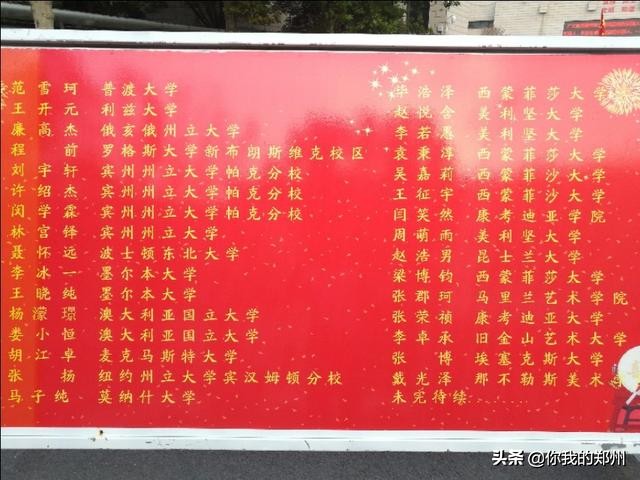 范雪珂 普渡大学
王开元 利兹大学
廉高杰 俄亥俄州立大学
程前 罗格斯大学新布朗斯维克校区
刘宇轩 宾州州立大学帕克分校
许绍杰 宾州州立大学帕克分校
闵学霖 宾州州立大学帕克分校
林宫铎 宾州州立大学
聂怀远 波士顿东北大学
李冰一 墨尔本大学
王晓纯 墨尔本大学
杨濛璟 澳大利亚国立大学
娄小恒 澳大利亚国立大学
胡江卓 麦克马斯特大学
张扬 纽约州立大学宾汉姆顿分校
马子纯 莫纳什大学
毕浩泽 西蒙菲莎大学
赵悦含 美利坚大学
李若愚 美利坚大学
袁秉淳 西蒙菲莎大学
吴嘉莉 西蒙菲沙大学
王征宇 西蒙菲沙大学
闫笑然 康考迪亚大学
周萌雨
赵浩男 昆士兰大学
梁博钧 西蒙菲莎大学
张郡珂 马里兰艺术学院
张荣祯 康考迪亚大学
李卓承 旧金山艺术大学
张博 埃塞克斯大学
戴光泽 那不勒斯美术
未完待续........
头条 @你我的郑州